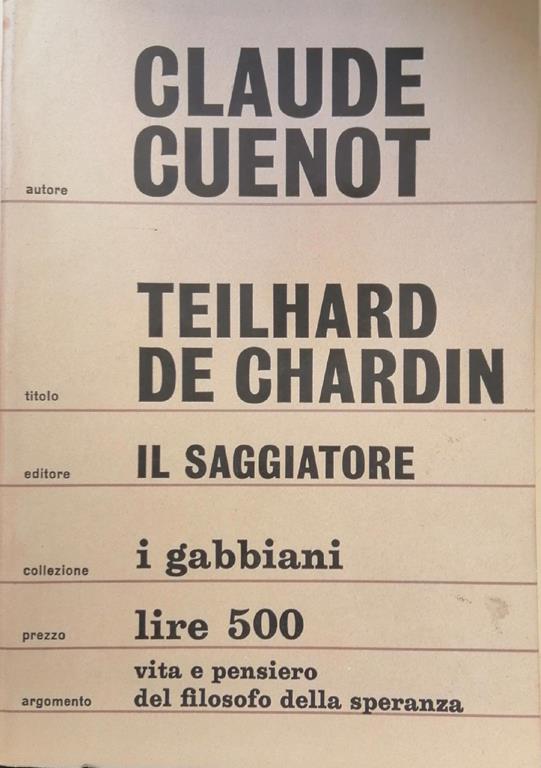 CLAUDE
CUENOT
autore
TEILHARD
DE CHARDIN
titolo
IL SAGGIATORE
editore
i gabbiani
collezione
lire 500
prezzo
vita e pensiero
del filosofo della speranza
argomento